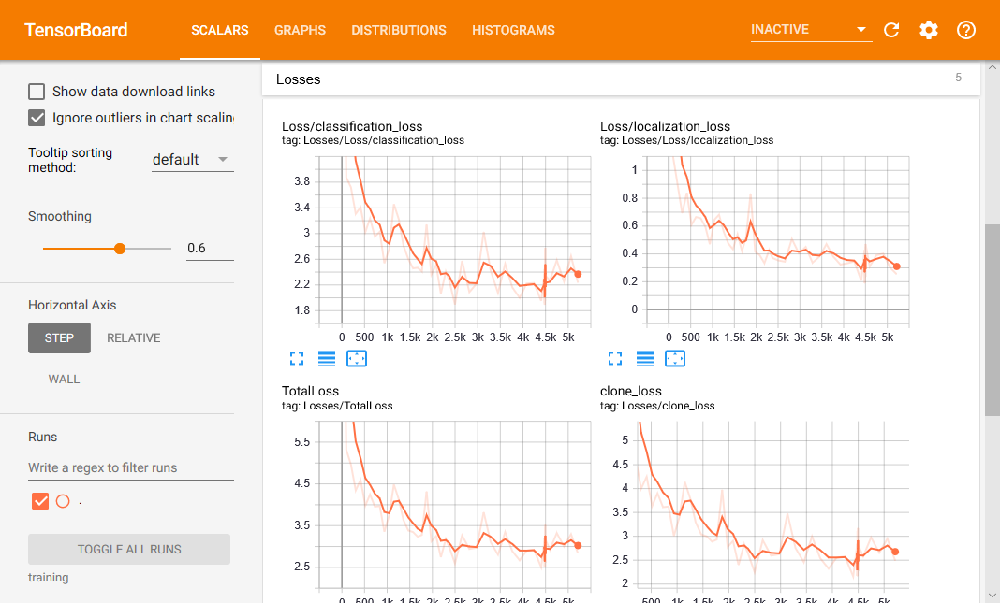 TensorBoard
SCALARS GRAPHS DISTRIBUTIONS HISTOGRAMS INACTIVE
Show data download links
Ignore outliers in chart scalin
Tooltip sorting
method:
default
Smoothing
0.6
Horizontal Axis
STEP RELATIVE
WALL
Runs
Write a regex to filter runs
.
TOGGLE ALL RUNS
training
Losses 5
Loss/classification_loss
tag: Losses/Loss/classification_loss
3.8
3.4
3
2.6
2.2
1.8
0 500 1k 1.5k 2k 2.5k 3k 3.5k 4k 4.5k 5k
Loss/localization_loss
tag: Losses/Loss/localization_loss
1
0.8
0.6
0.4
0.2
0
0 500 1k 1.5k 2k 2.5k 3k 3.5k 4k 4.5k 5k
TotalLoss
tag: Losses/TotalLoss
5.5
4.5
3.5
2.5
0 500 1k 1.5k 2k 2.5k 3k 3.5k 4k 4.5k 5k
clone_loss
tag: Losses/clone_loss
5
4.5
4
3.5
3
2.5
2
500 1k 1.5k 2k 2.5k 3k 3.5k 4k 4.5k 5k